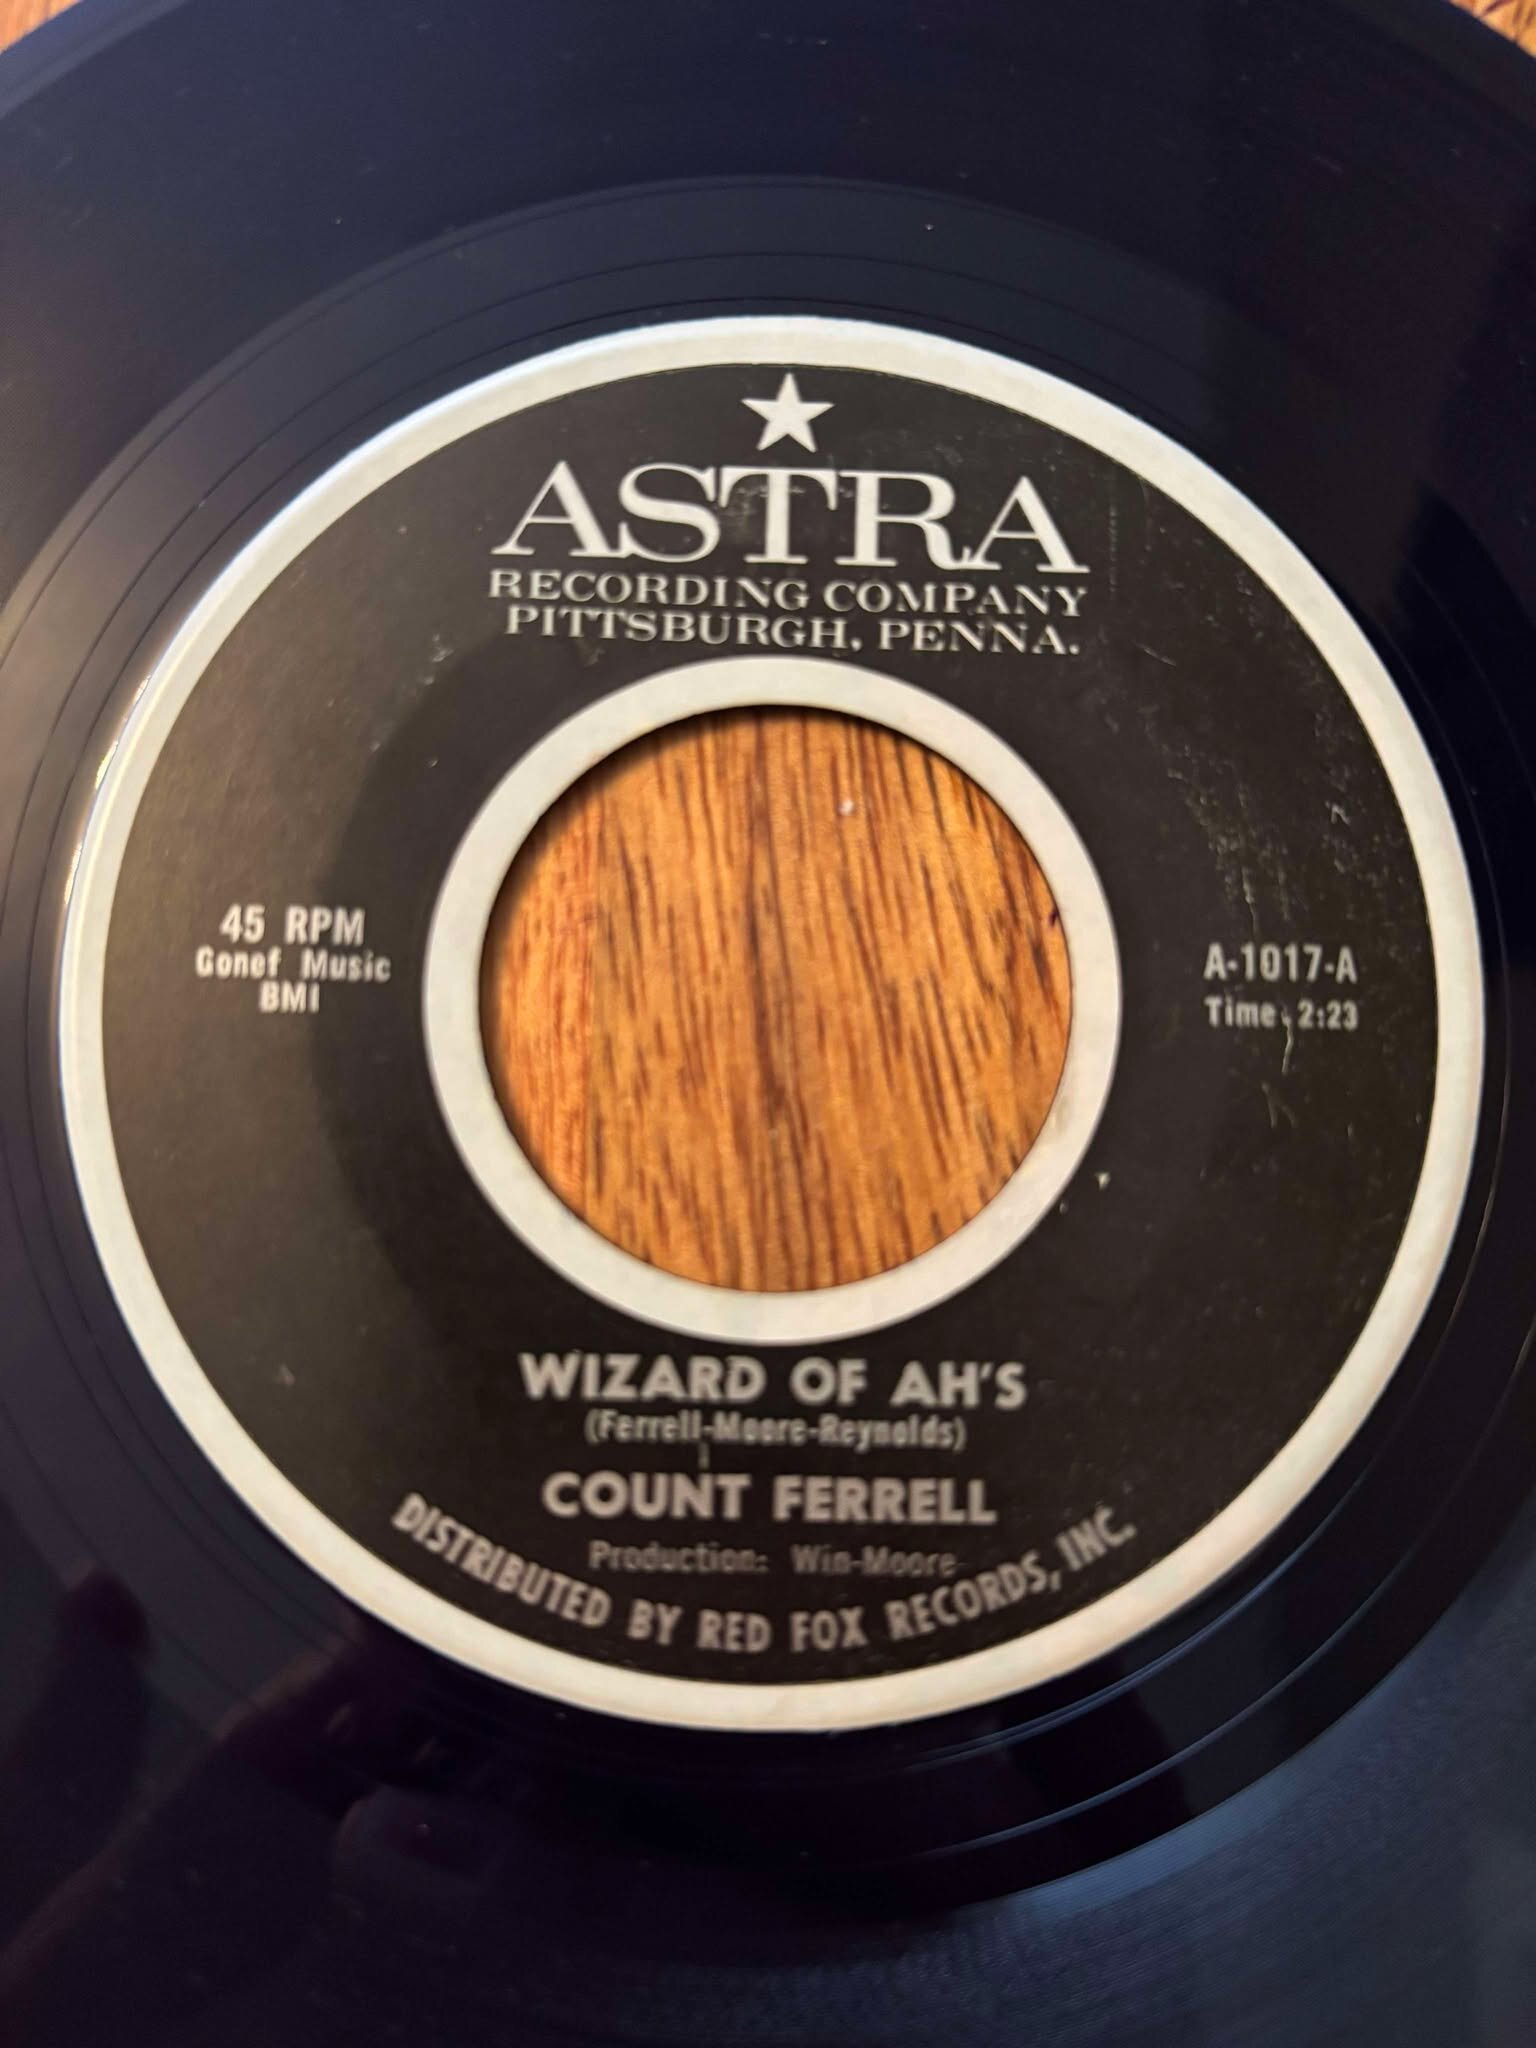 ASTRA
RECORDING COMPANY
PITTSBURGH, PENNA.
45 RPM
Gonef Music
BMI
A-1017-A
Time 2:23
WIZARD OF AH'S
(Ferrell-Moore-Reynolds)
COUNT FERRELL
Production: Win-Moore
DISTRIBUTED BY RED FOX RECORDS, INC.